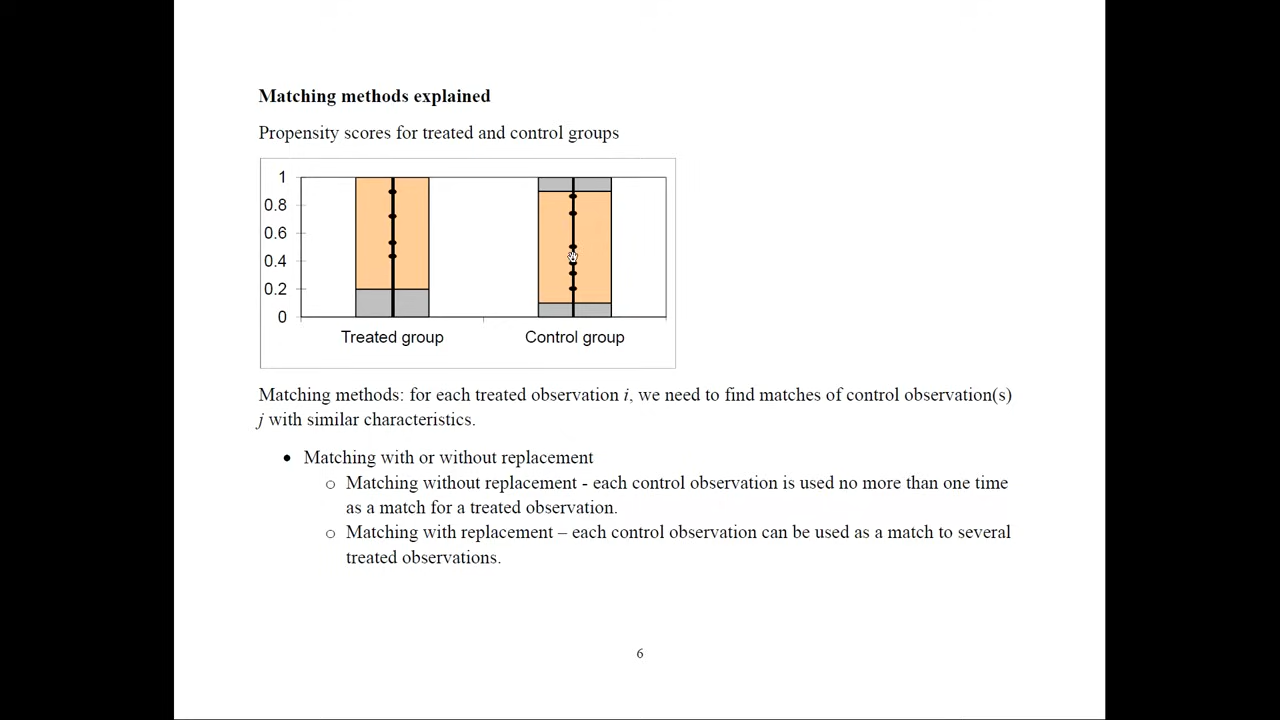 Matching methods explained
Propensity scores for treated and control groups
1
0.8
0.6
0.4
0.2
0
Treated group
Control group
Matching methods: for each treated observation i, we need to find matches of control observation(s)
j with similar characteristics.
• Matching with or without replacement
o Matching without replacement - each control observation is used no more than one time
as a match for a treated observation.
o Matching with replacement – each control observation can be used as a match to several
treated observations.
6